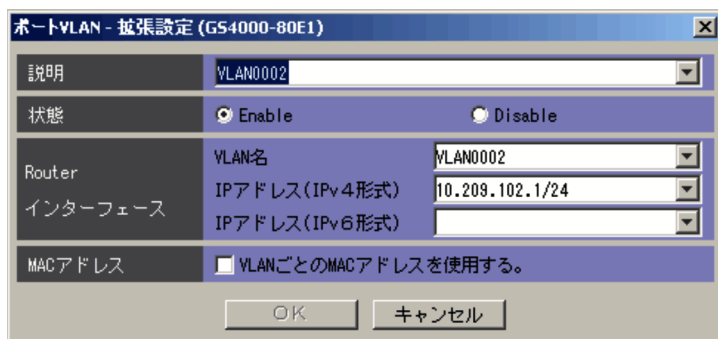 ポートVLAN - 拡張設定 (GS4000-80E1)
説明 VLAN0002
状態 Enable Disable
Router
インターフェース
VLAN名 VLAN0002
IPアドレス(IPv４形式) 10.209.102.1/24
IPアドレス(IPv６形式)
MACアドレス VLANごとのMACアドレスを使用する。
ＯＫ キャンセル